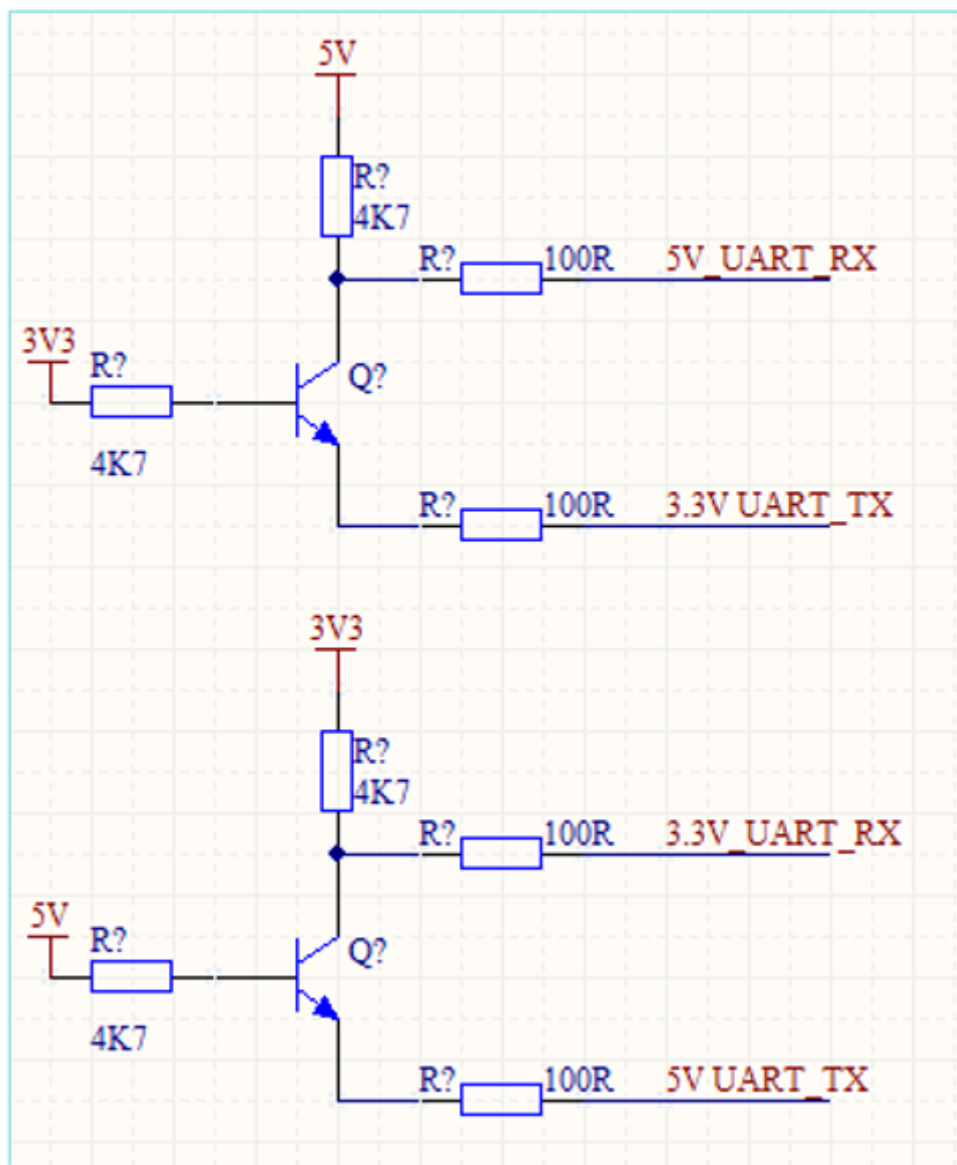 5V
R?
4K7
R? 100R 5V_UART_RX
3V3
R?
Q?
4K7
R? 100R 3.3V UART_TX
3V3
R?
4K7
R? 100R 3.3V_UART_RX
5V
R?
Q?
4K7
R? 100R 5V UART_TX